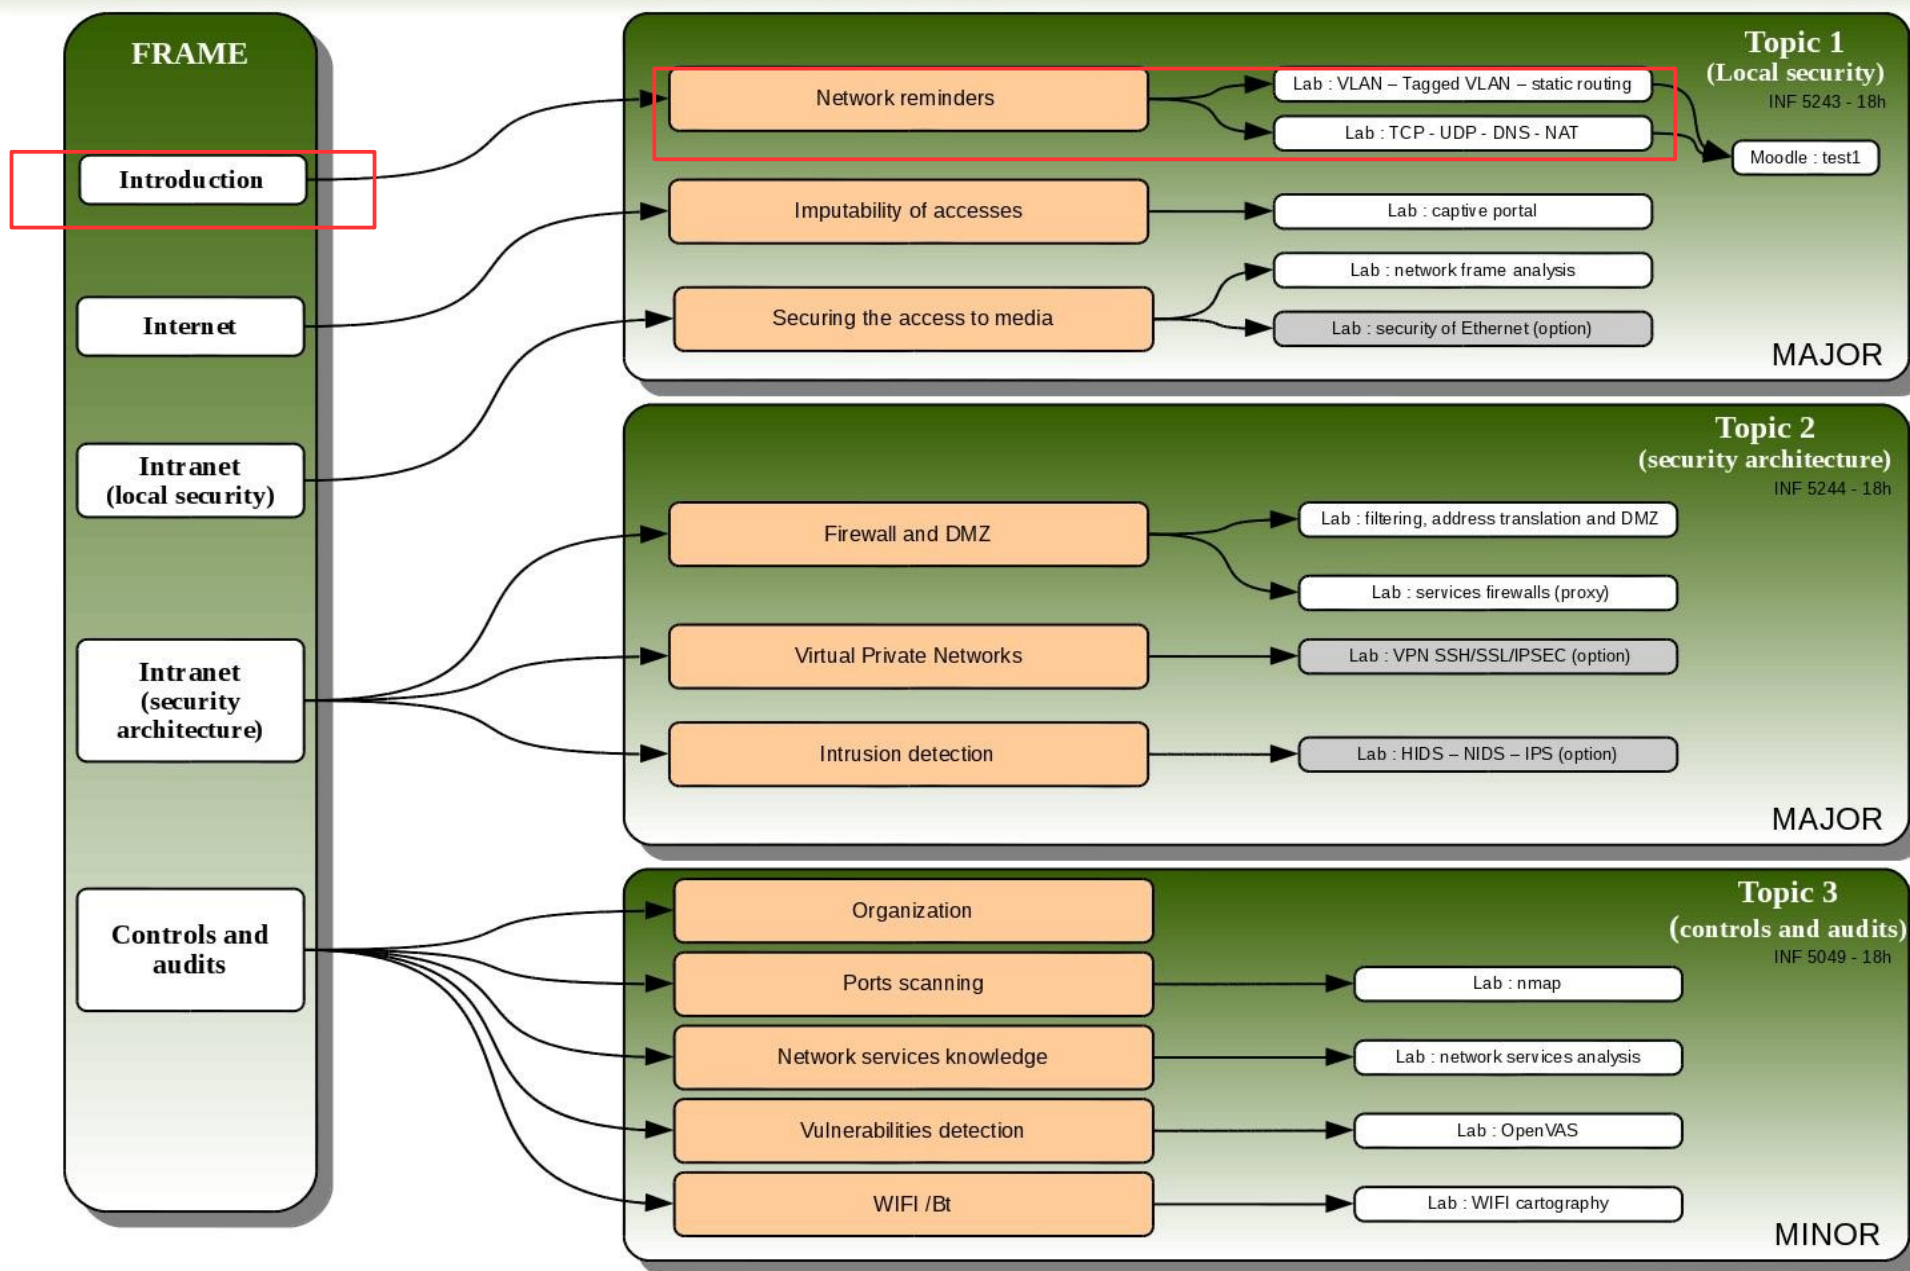 FRAME
Introduction
Internet
Intranet
(local security)
Intranet
(security
architecture)
Controls and
audits
Topic 1
(Local security)
INF 5243 - 18h
Network reminders
Lab : VLAN – Tagged VLAN – static routing
Lab : TCP - UDP - DNS - NAT
Moodle : test1
Imputability of accesses
Lab : captive portal
Securing the access to media
Lab : network frame analysis
Lab : security of Ethernet (option)
MAJOR
Topic 2
(security architecture)
INF 5244 - 18h
Firewall and DMZ
Lab : filtering, address translation and DMZ
Lab : services firewalls (proxy)
Virtual Private Networks
Lab : VPN SSH/SSL/IPSEC (option)
Intrusion detection
Lab : HIDS – NIDS – IPS (option)
MAJOR
Topic 3
(controls and audits)
INF 5049 - 18h
Organization
Ports scanning
Lab : nmap
Network services knowledge
Lab : network services analysis
Vulnerabilities detection
Lab : OpenVAS
WIFI /Bt
Lab : WIFI cartography
MINOR